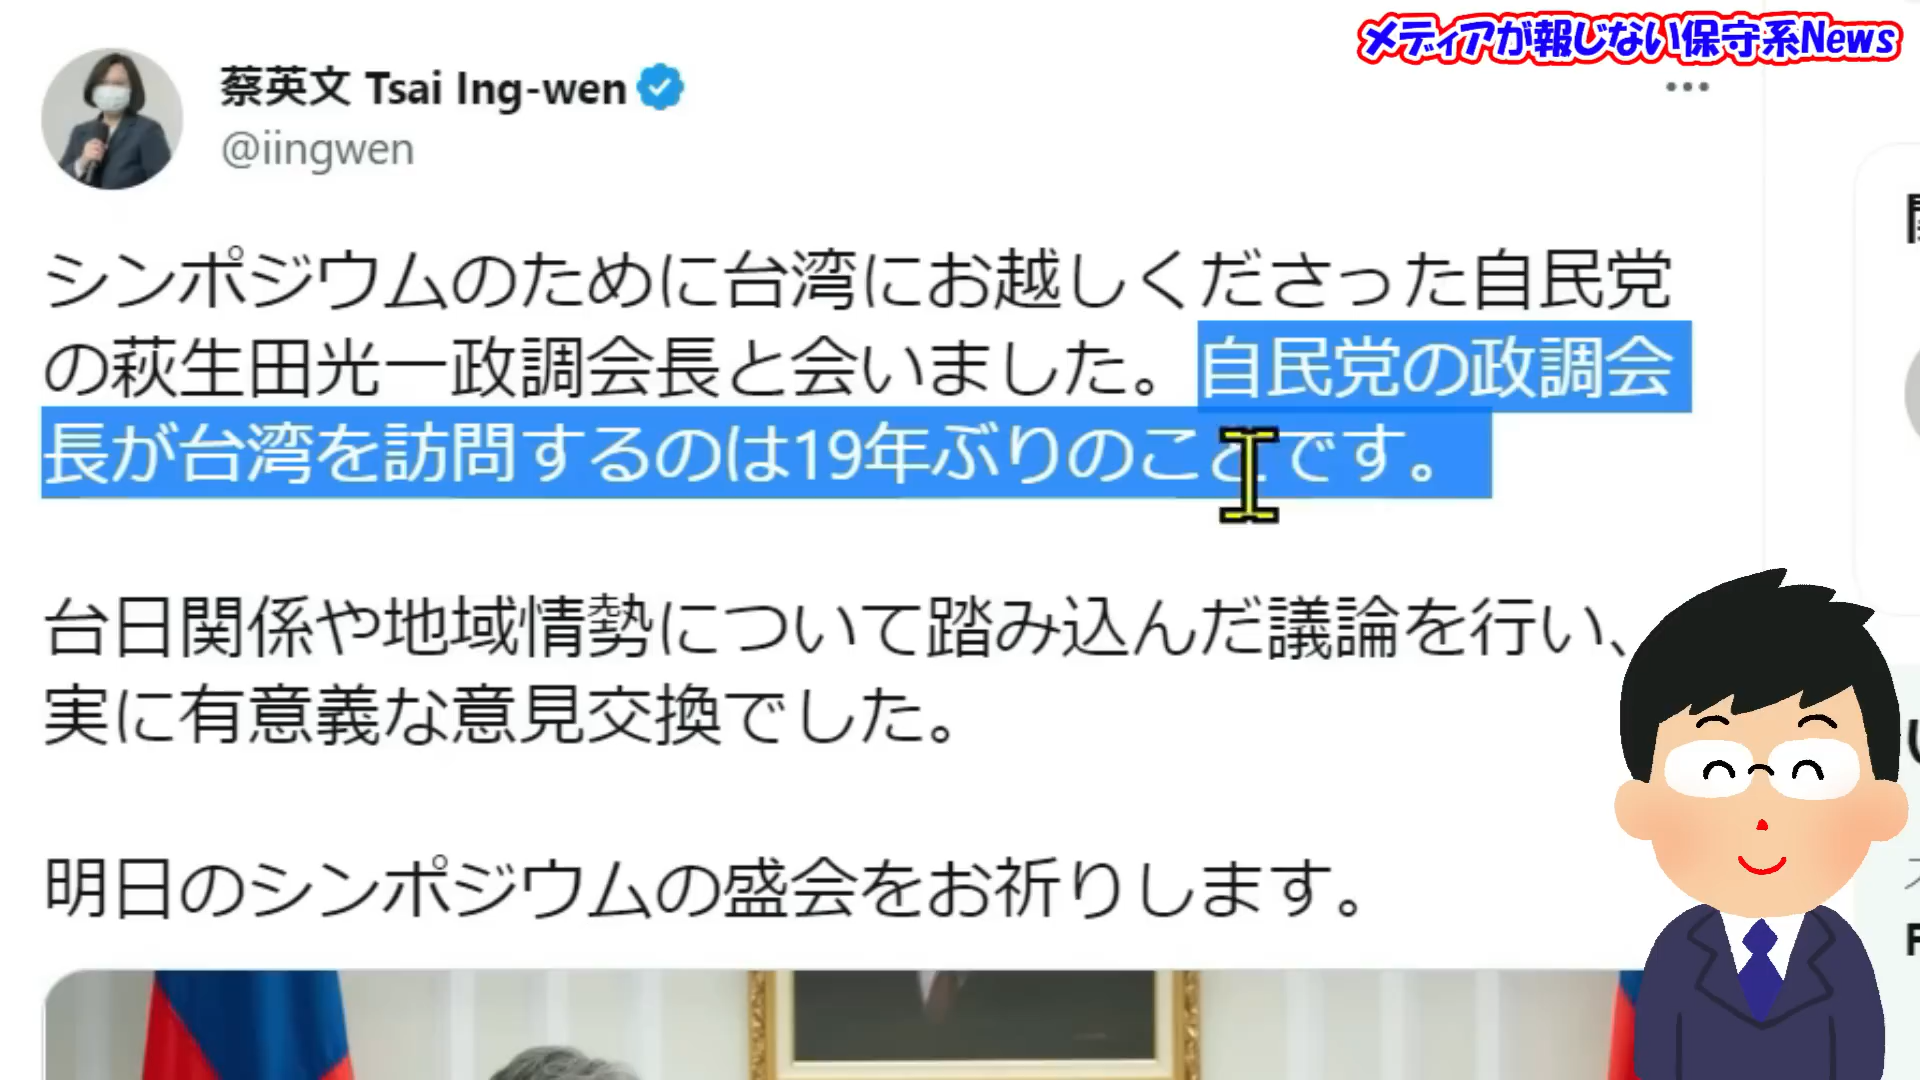 メディアが報じない保守系News
蔡英文 Tsai Ing-wen
@iingwen
シンポジウムのために台湾にお越しくださった自民党
の萩生田光一政調会長と会いました。自民党の政調会
長が台湾を訪問するのは19年ぶりのことです。
台日関係や地域情勢について踏み込んだ議論を行い、
実に有意義な意見交換でした。
明日のシンポジウムの盛会をお祈りします。